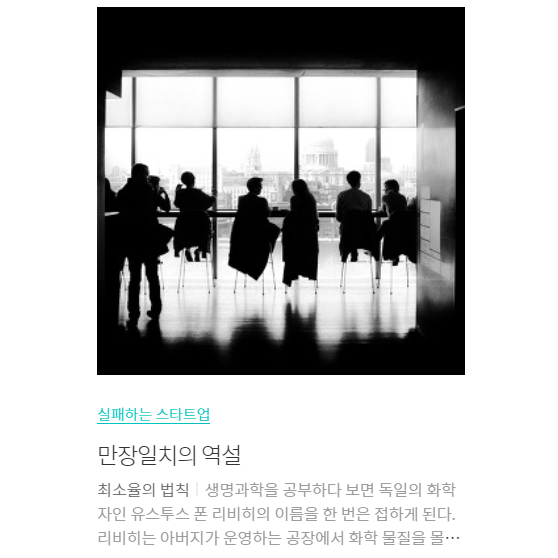 실패하는 스타트업
만장일치의 역설
최소율의 법칙 | 생명과학을 공부하다 보면 독일의 화학
자인 유스투스 폰 리비히의 이름을 한 번은 접하게 된다.
리비히는 아버지가 운영하는 공장에서 화학 물질을 몰…